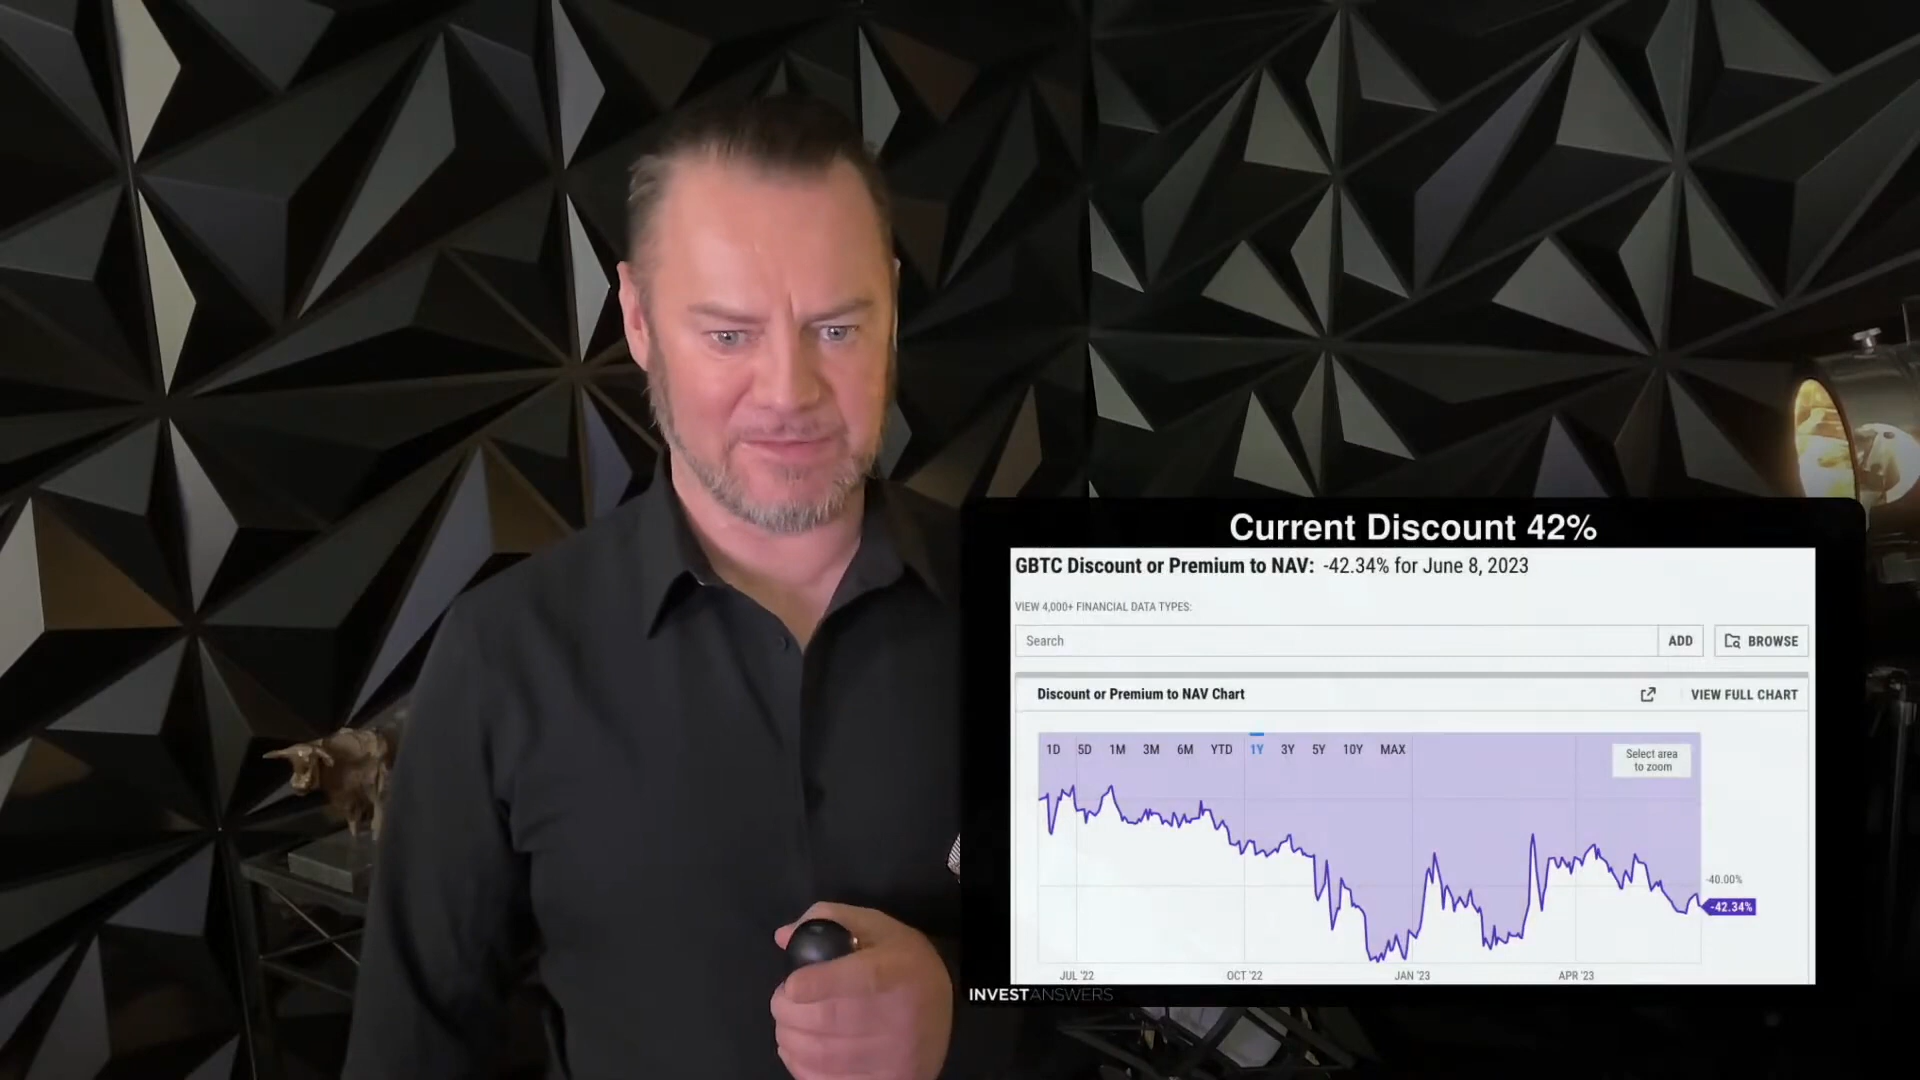 Current Discount 42%
GBTC Discount or Premium to NAV: -42.34% for June 8, 2023
VIEW 4,000+ FINANCIAL DATA TYPES:
Search ADD BROWSE
Discount or Premium to NAV Chart VIEW FULL CHART
1D 5D 1M 3M 6M YTD 1Y 3Y 5Y 10Y MAX
Select area
to zoom
-40.00%
-42.34%
JUL '22 OCT '22 JAN '23 APR '23
INVESTANSWERS